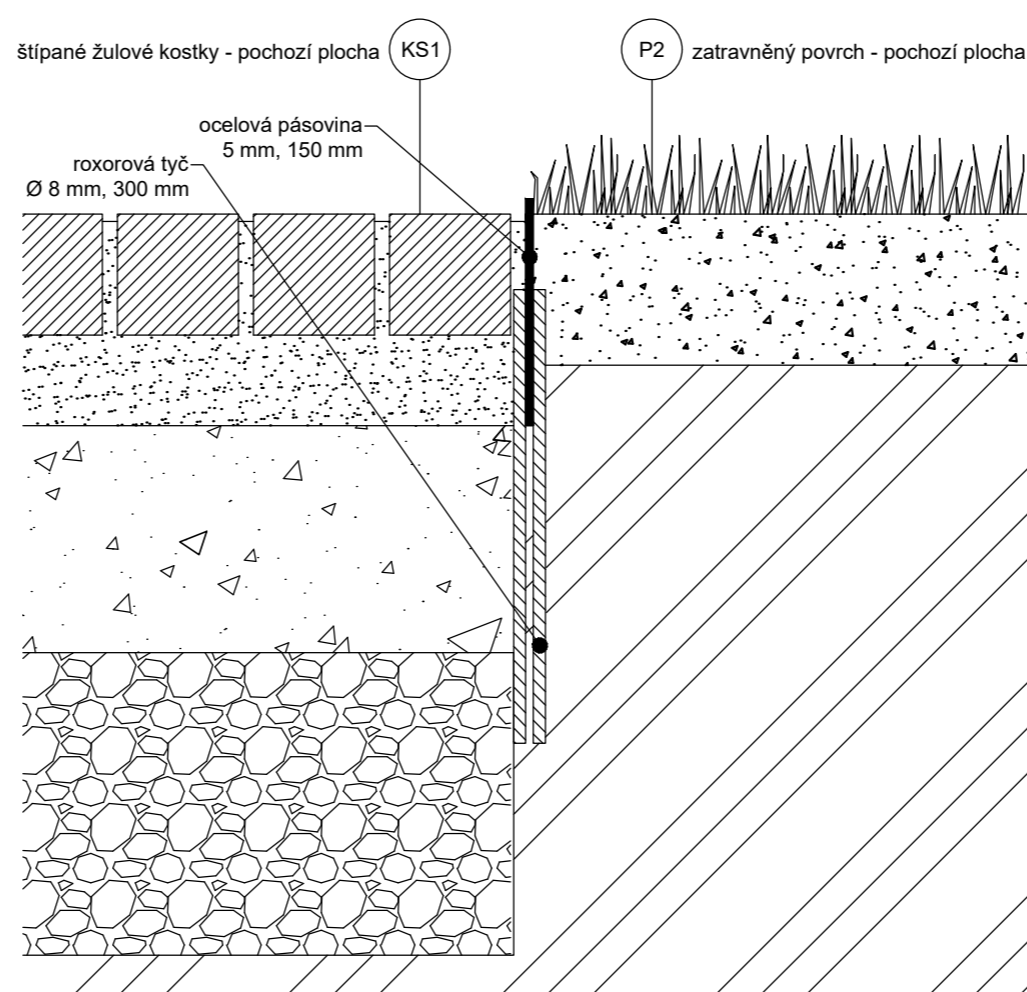 štípané žulové kostky - pochozí plocha KS1
P2 zatravněný povrch - pochozí plocha
ocelová pásovina
5 mm, 150 mm
roxorová tyč
Ø 8 mm, 300 mm